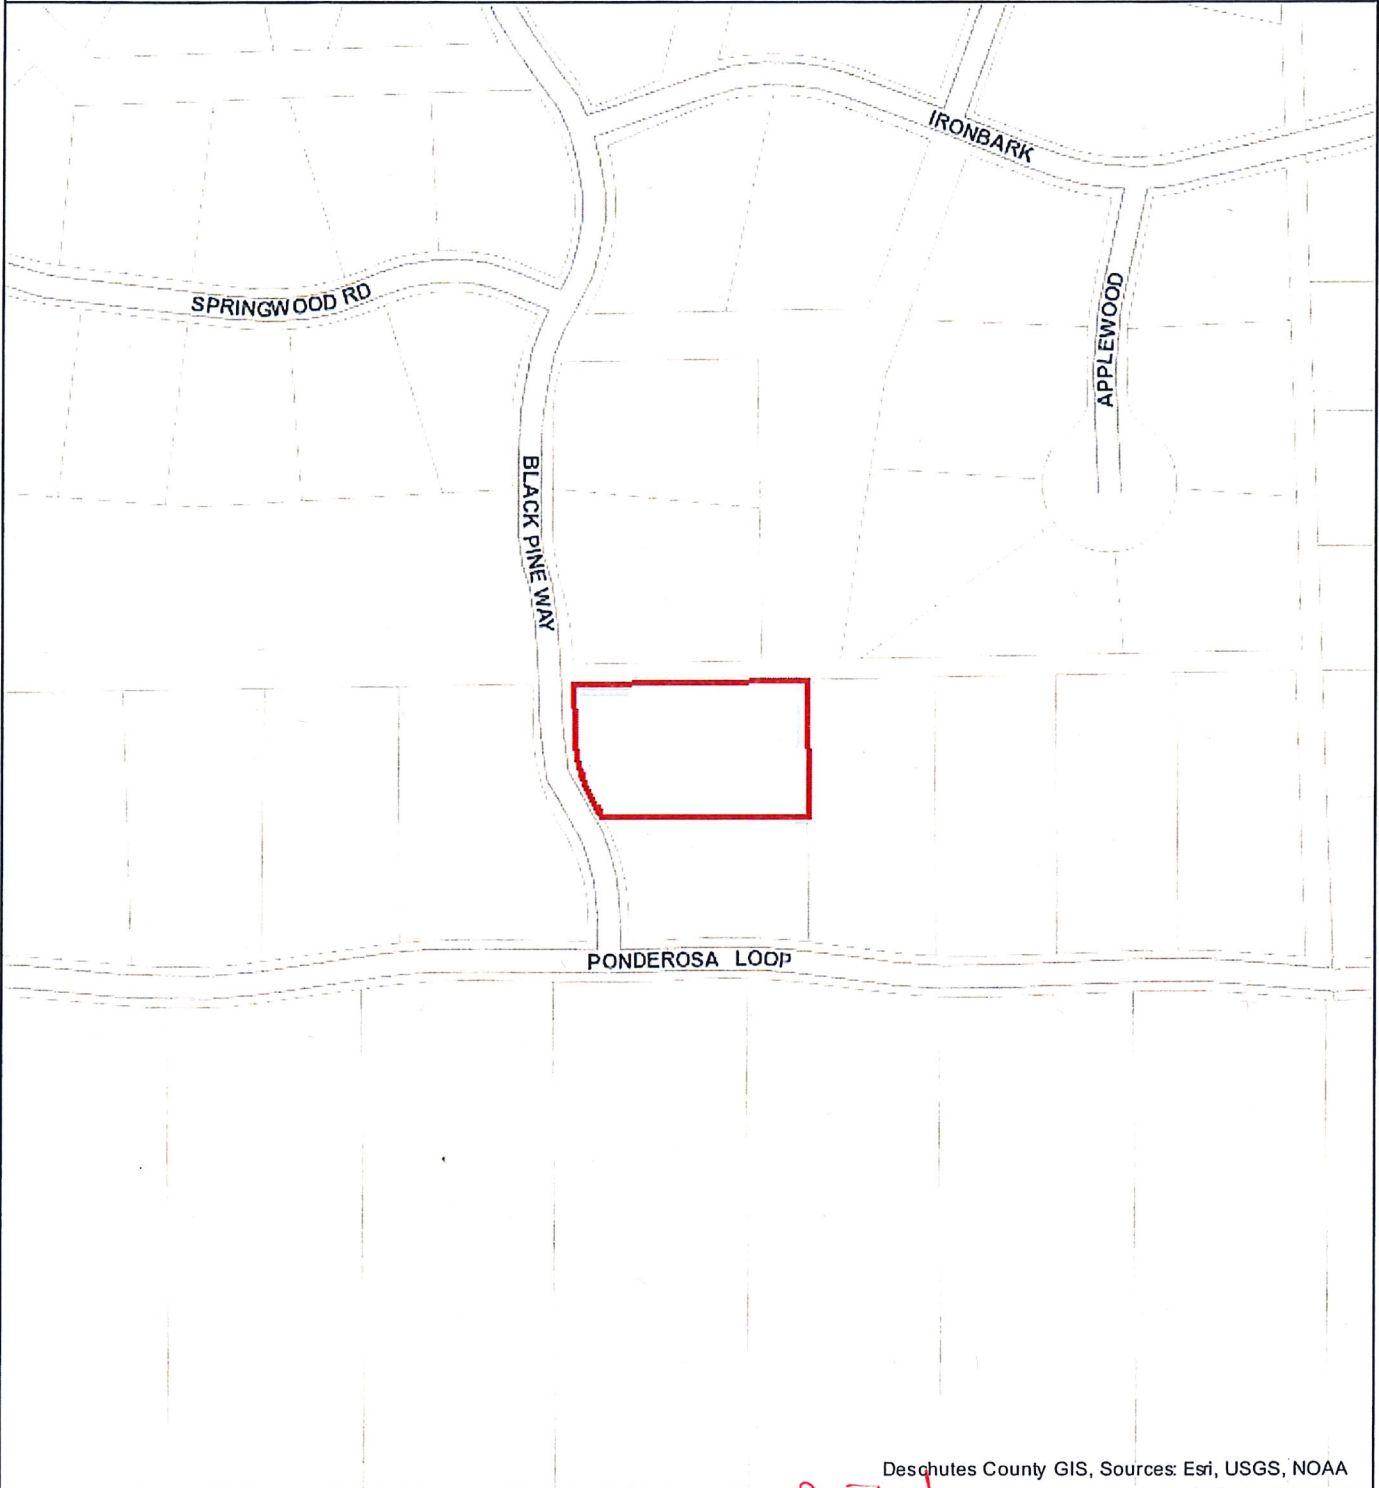 IRONBARK
SPRINGWOOD RD
APPLEWOOD
BLACK PINE WAY
PONDEROSA LOOP
Deschutes County GIS, Sources: Esri, USGS, NOAA